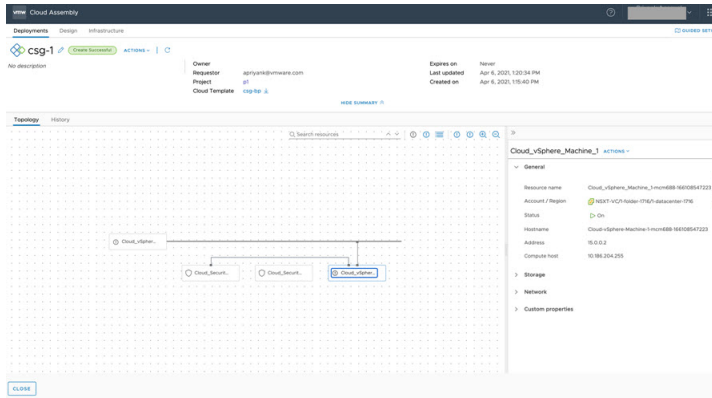 vmw Cloud Assembly
Deployments Design Infrastructure
GUIDED SET
csg-1 Create Successful ACTIONS
No description
Owner
Requestor apriyank@vmware.com
Project p1
Cloud Template csg-bp
Expires on Never
Last updated Apr 6, 2021, 1:20:34 PM
Created on Apr 6, 2021, 1:15:40 PM
HIDE SUMMARY
Topology History
Search resources
Cloud_vSpher...
Cloud_Securit...
Cloud_Securit...
Cloud_vSpher...
Cloud_vSphere_Machine_1 ACTIONS
General
Resource name Cloud_vSphere_Machine_1-mcm688-166108547223
Account / Region NSXT-VC/1-folder-1716/1-datacenter-1716
Status On
Hostname Cloud-vSphere-Machine-1-mcm688-166108547223
Address 15.0.0.2
Compute host 10.186.204.255
Storage
Network
Custom properties
CLOSE